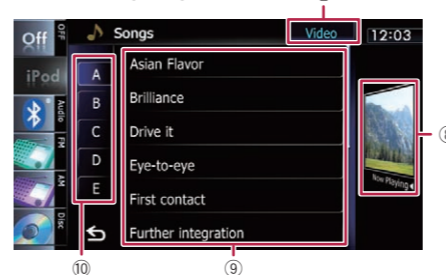 Off
OFF
Songs
Video
12:03
iPod
A
Asian Flavor
B
Brilliance
Audio
C
Drive it
FM
D
Eye-to-eye
AM
E
First contact
Now Playing
Disc
Further integration
⑩
⑨